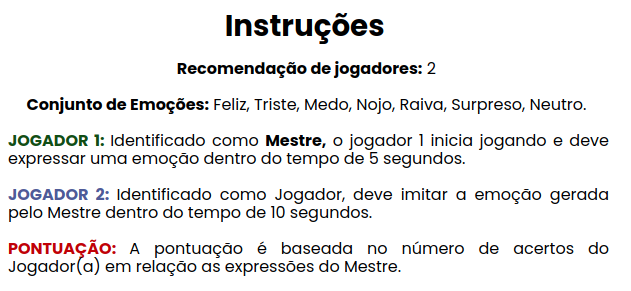 Instruções
Recomendação de jogadores: 2
Conjunto de Emoções: Feliz, Triste, Medo, Nojo, Raiva, Surpreso, Neutro.
JOGADOR 1: Identificado como Mestre, o jogador 1 inicia jogando e deve
expressar uma emoção dentro do tempo de 5 segundos.
JOGADOR 2: Identificado como Jogador, deve imitar a emoção gerada
pelo Mestre dentro do tempo de 10 segundos.
PONTUAÇÃO: A pontuação é baseada no número de acertos do
Jogador(a) em relação as expressões do Mestre.